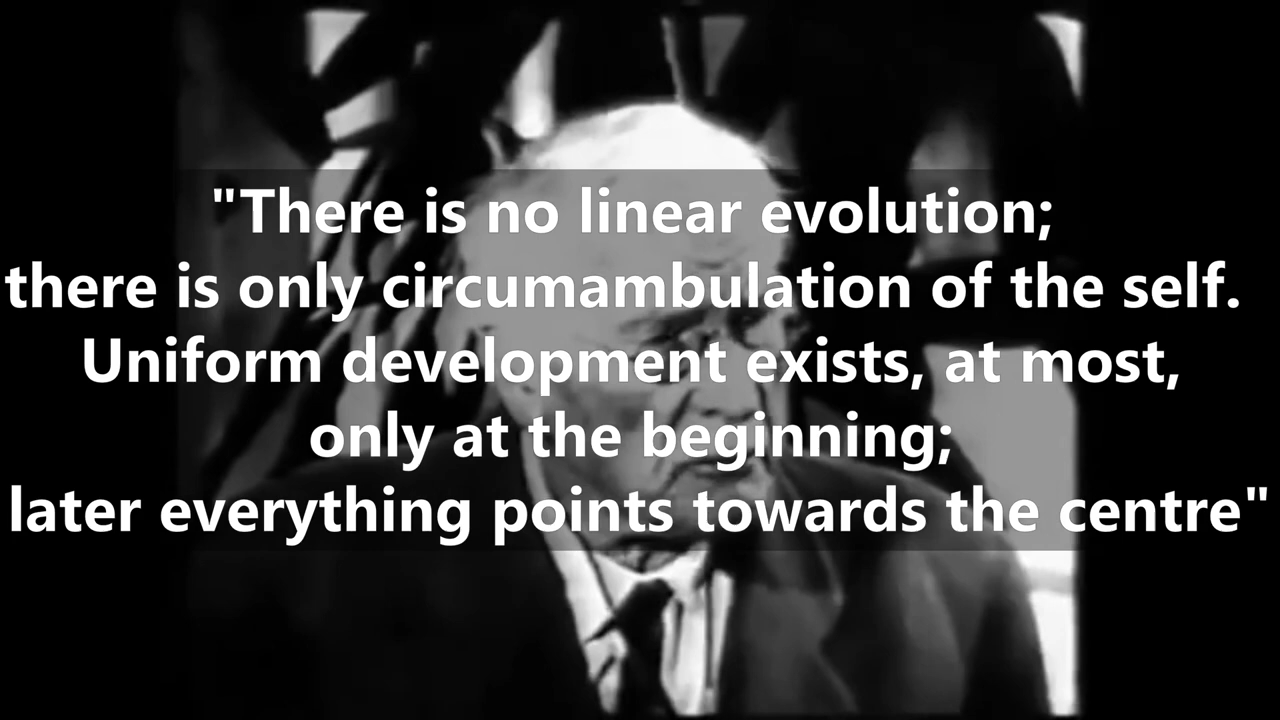 "There is no linear evolution;
there is only circumambulation of the self.
Uniform development exists, at most,
only at the beginning;
later everything points towards the centre"